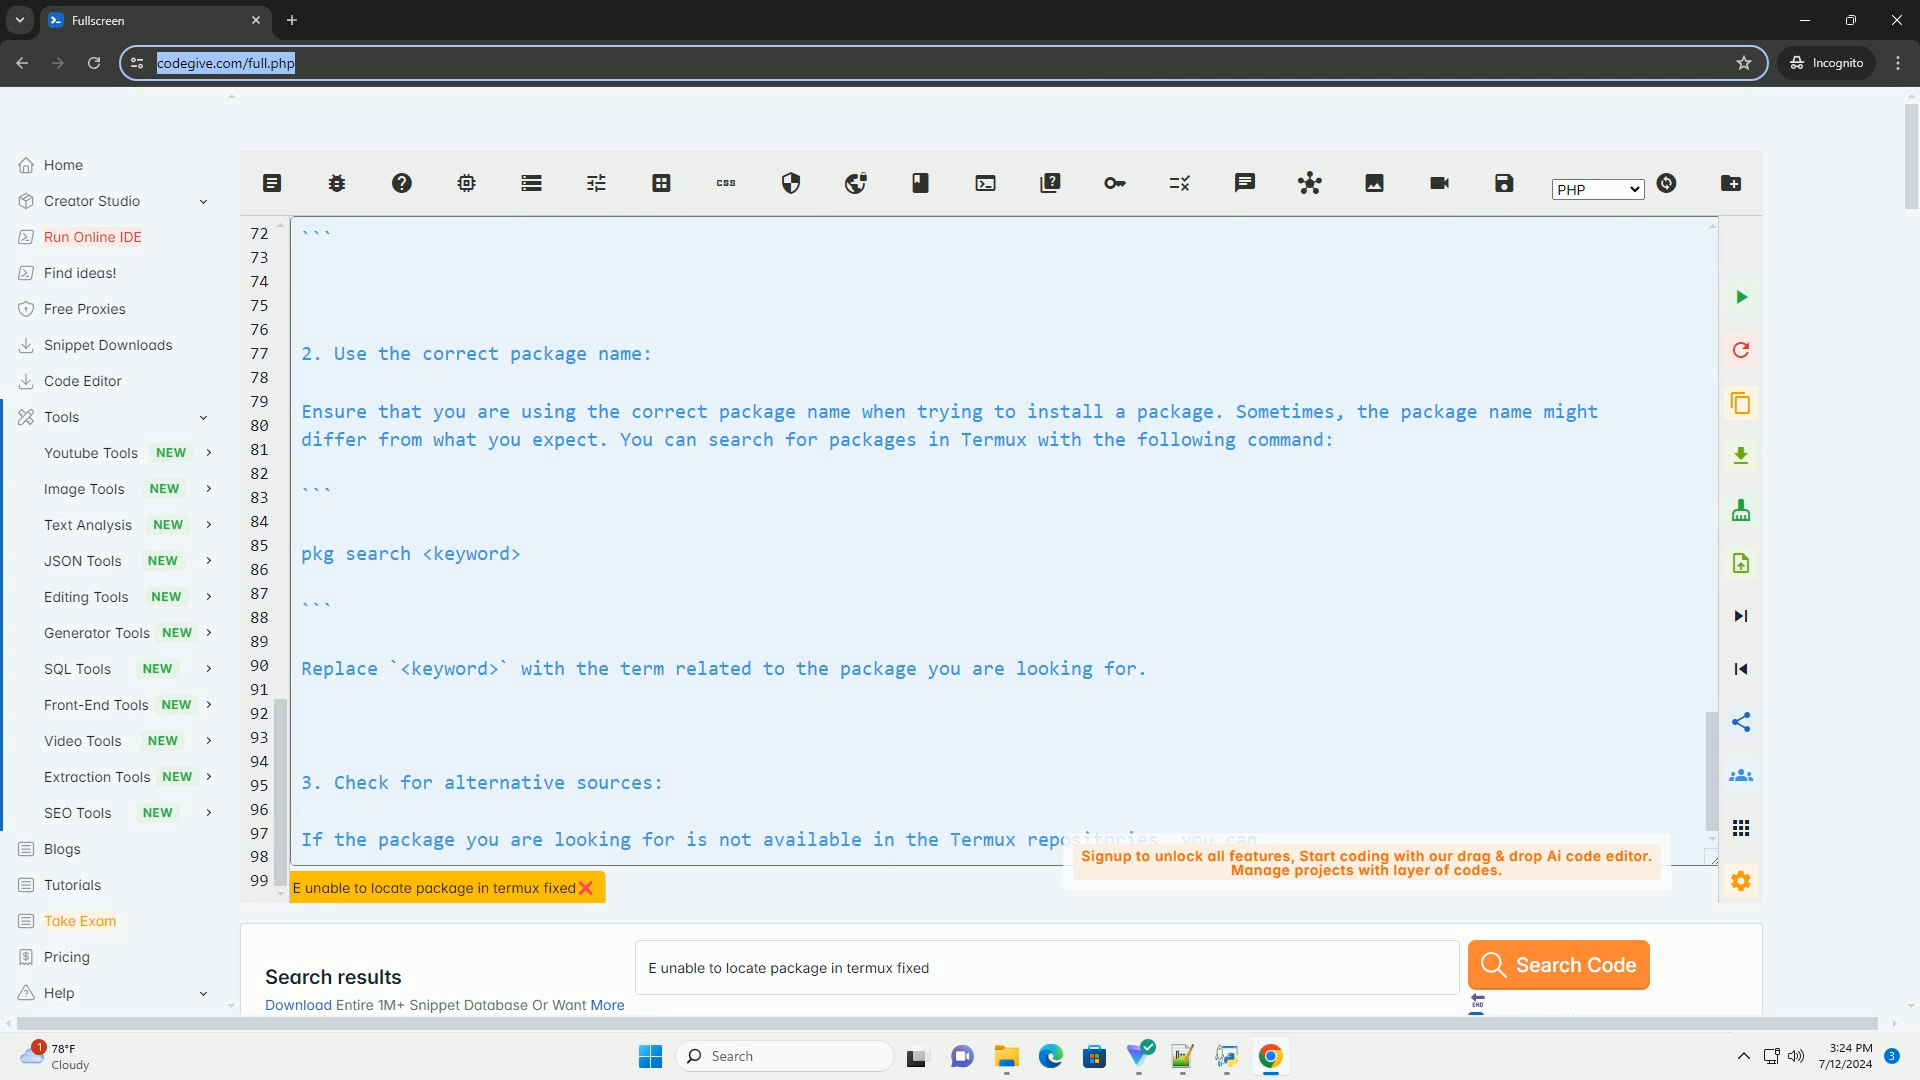 Fullscreen
codegive.com/full.php
Incognito
Home
Creator Studio
Run Online IDE
Find ideas!
Free Proxies
Snippet Downloads
Code Editor
Tools
Youtube Tools NEW
Image Tools NEW
Text Analysis NEW
JSON Tools NEW
Editing Tools NEW
Generator Tools NEW
SQL Tools NEW
Front-End Tools NEW
Video Tools NEW
Extraction Tools NEW
SEO Tools NEW
Blogs
Tutorials
Take Exam
Pricing
Help
css
PHP
72
73
74
75
76
77
78
79
80
81
82
83
84
85
86
87
88
89
90
91
92
93
94
95
96
97
98
99
```
2. Use the correct package name:
Ensure that you are using the correct package name when trying to install a package. Sometimes, the package name might
differ from what you expect. You can search for packages in Termux with the following command:
```
pkg search <keyword>
```
Replace `<keyword>` with the term related to the package you are looking for.
3. Check for alternative sources:
If the package you are looking for is not available in the Termux repositories, you can
Signup to unlock all features, Start coding with our drag & drop Ai code editor.
Manage projects with layer of codes.
E unable to locate package in termux fixed
Search results
Download Entire 1M+ Snippet Database Or Want More
E unable to locate package in termux fixed
Search Code
END
1
78°F
Cloudy
Search
3:24 PM
7/12/2024
3